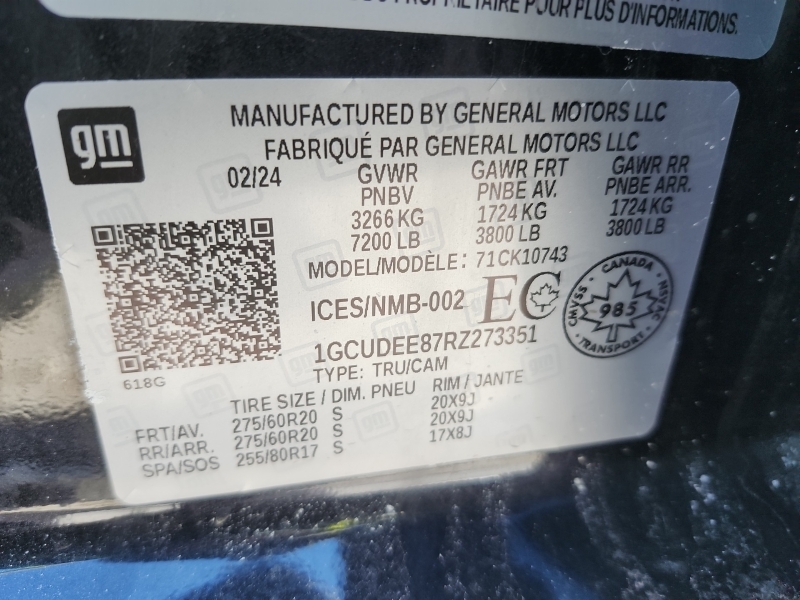 PROPRIÉTAIRE POUR PLUS D'INFORMATIONS.
gm
MANUFACTURED BY GENERAL MOTORS LLC
FABRIQUÉ PAR GENERAL MOTORS LLC
02/24 GVWR GAWR FRT GAWR RR
PNBV PNBE AV. PNBE ARR.
3266 KG 1724 KG 1724 KG
7200 LB 3800 LB 3800 LB
MODEL/MODÈLE: 71CK10743
ICES/NMB-002 EC
CANADA
CMVSS 985 NSVAC
TRANSPORT
1GCUDEE87RZ273351
TYPE: TRU/CAM
618G
TIRE SIZE / DIM. PNEU RIM / JANTE
FRT/AV. 275/60R20 S 20X9J
RR/ARR. 275/60R20 S 20X9J
SPA/SOS 255/80R17 S 17X8J